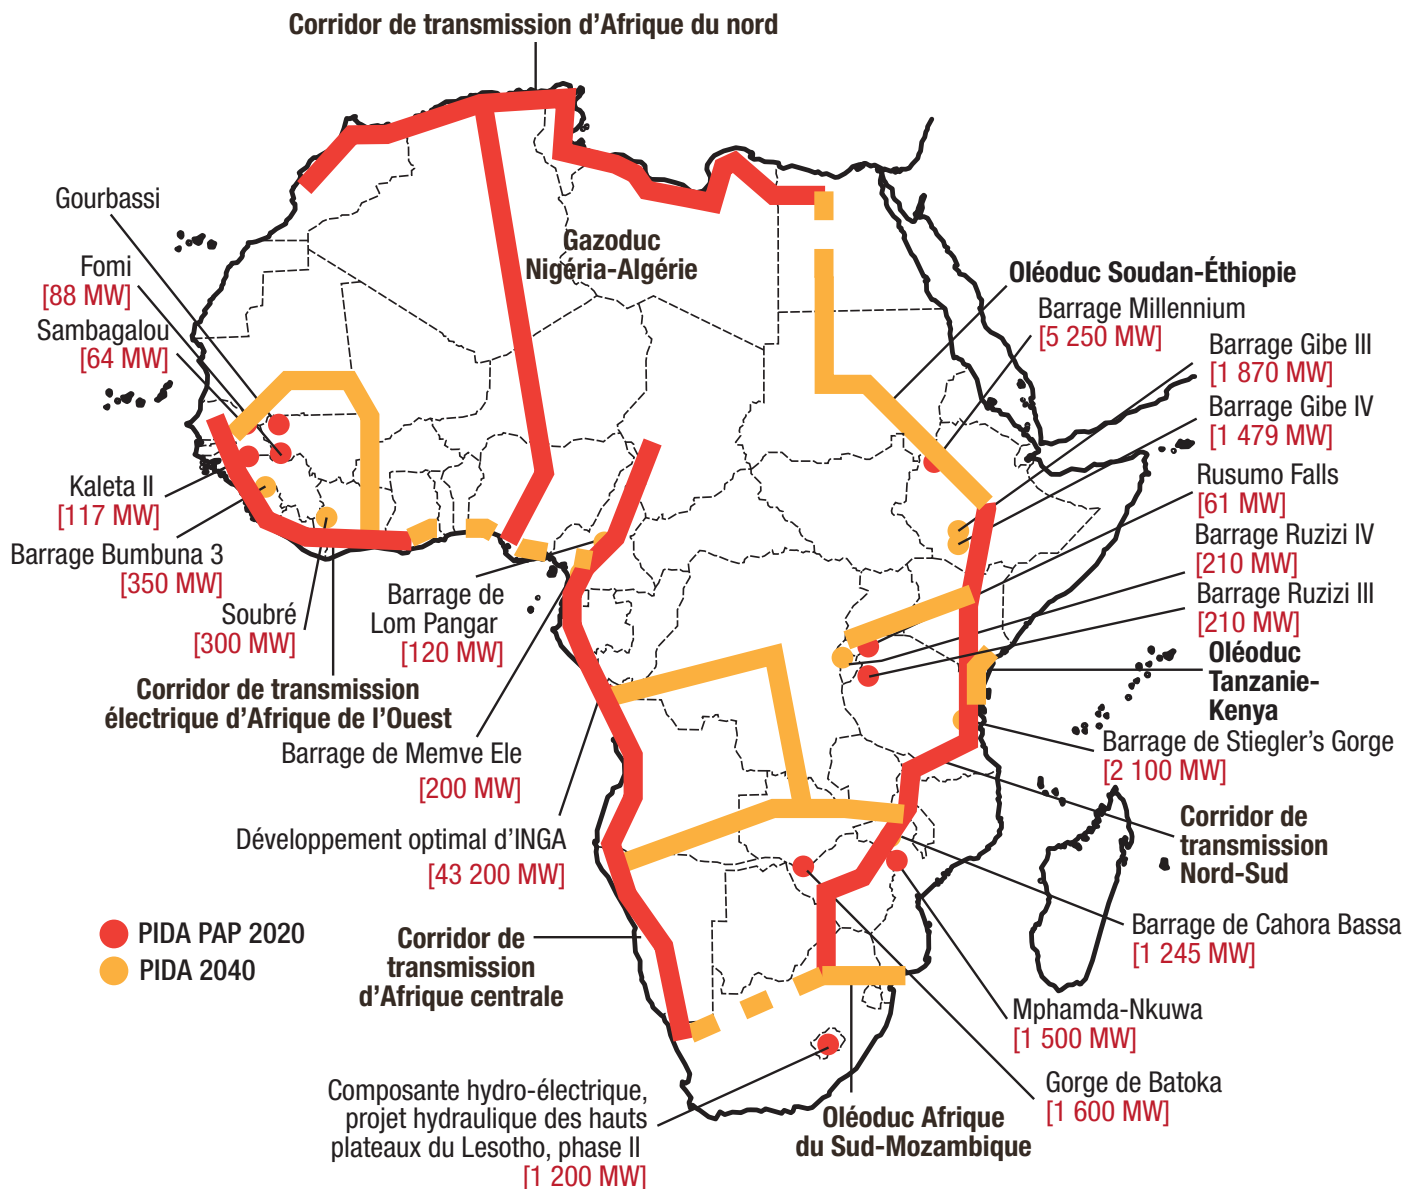 Corridor de transmission d’Afrique du nord
Gourbassi
Fomi
[88 MW]
Sambagalou
[64 MW]
Gazoduc
Nigéria-Algérie
Oléoduc Soudan-Éthiopie
Barrage Millennium
[5 250 MW]
Barrage Gibe III
[1 870 MW]
Barrage Gibe IV
[1 479 MW]
Rusumo Falls
[61 MW]
Barrage Ruzizi IV
[210 MW]
Barrage Ruzizi III
[210 MW]
Oléoduc
Tanzanie-
Kenya
Kaleta II
[117 MW]
Barrage Bumbuna 3
[350 MW]
Soubré
[300 MW]
Barrage de
Lom Pangar
[120 MW]
Corridor de transmission
électrique d’Afrique de l’Ouest
Barrage de Memve Ele
[200 MW]
Barrage de Stiegler’s Gorge
[2 100 MW]
Développement optimal d’INGA
[43 200 MW]
Corridor de
transmission
Nord-Sud
PIDA PAP 2020
PIDA 2040
Corridor de
transmission
d’Afrique centrale
Barrage de Cahora Bassa
[1 245 MW]
Mphamda-Nkuwa
[1 500 MW]
Gorge de Batoka
[1 600 MW]
Composante hydro-électrique,
projet hydraulique des hauts
plateaux du Lesotho, phase II
[1 200 MW]
Oléoduc Afrique
du Sud-Mozambique